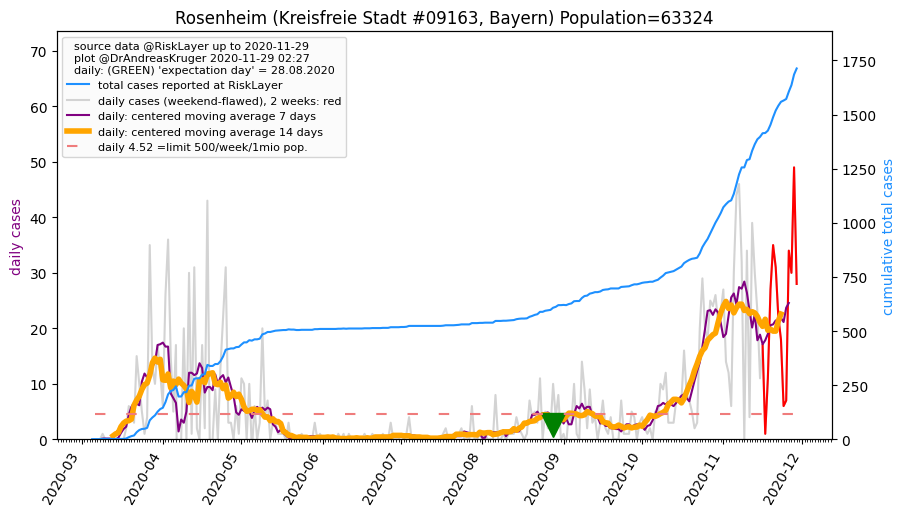 Rosenheim (Kreisfreie Stadt #09163, Bayern) Population=63324
source data @RiskLayer up to 2020-11-29
plot @DrAndreasKruger 2020-11-29 02:27
daily: (GREEN) 'expectation day' = 28.08.2020
total cases reported at RiskLayer
daily cases (weekend-flawed), 2 weeks: red
daily: centered moving average 7 days
daily: centered moving average 14 days
daily 4.52 =limit 500/week/1mio pop.
daily cases
70
60
50
40
30
20
10
0
cumulative total cases
1750
1500
1250
1000
750
500
250
0
2020-03
2020-04
2020-05
2020-06
2020-07
2020-08
2020-09
2020-10
2020-11
2020-12